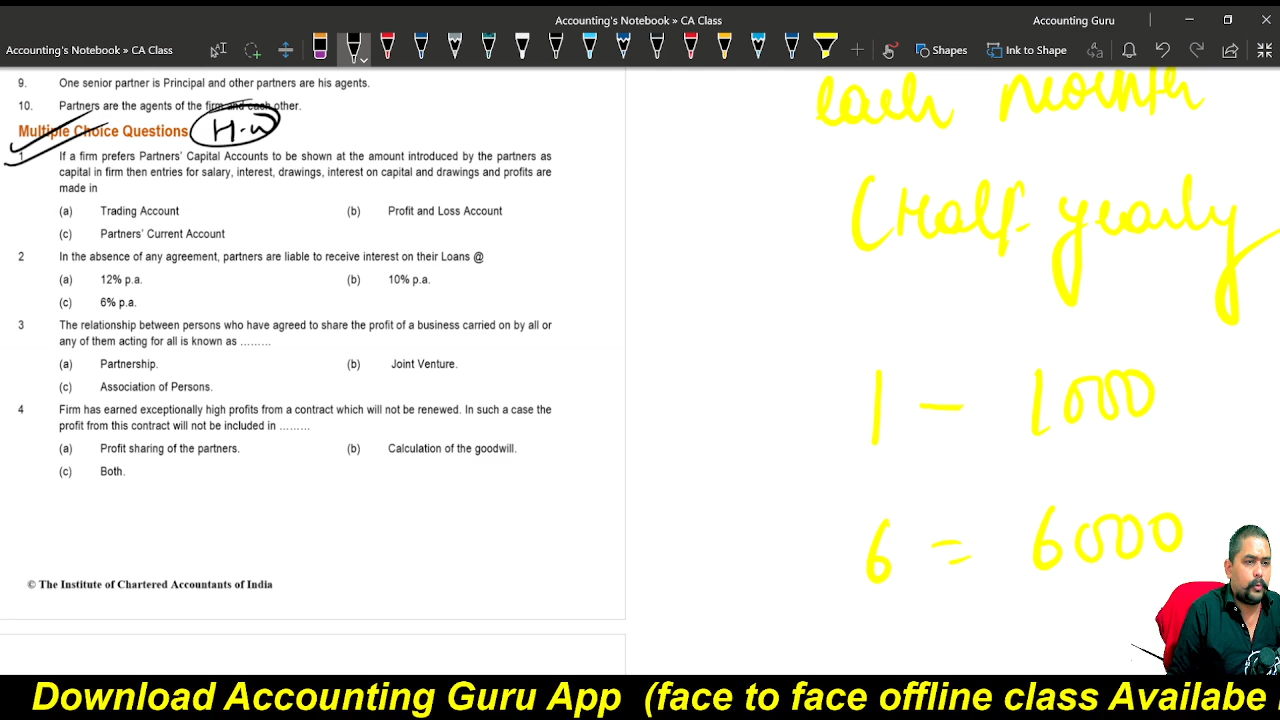 Accounting's Notebook » CA Class
Accounting Guru
Accounting's Notebook » CA Class
Shapes
Ink to Shape
9. One senior partner is Principal and other partners are his agents.
10. Partners are the agents of the firm and each other.
Multiple Choice Questions H.w
1 If a firm prefers Partners' Capital Accounts to be shown at the amount introduced by the partners as
capital in firm then entries for salary, interest, drawings, interest on capital and drawings and profits are
made in
(a) Trading Account (b) Profit and Loss Account
(c) Partners' Current Account
2 In the absence of any agreement, partners are liable to receive interest on their Loans @
(a) 12% p.a. (b) 10% p.a.
(c) 6% p.a.
3 The relationship between persons who have agreed to share the profit of a business carried on by all or
any of them acting for all is known as ………
(a) Partnership. (b) Joint Venture.
(c) Association of Persons.
4 Firm has earned exceptionally high profits from a contract which will not be renewed. In such a case the
profit from this contract will not be included in ………
(a) Profit sharing of the partners. (b) Calculation of the goodwill.
(c) Both.
© The Institute of Chartered Accountants of India
each month
(Half yearly
1 – 1000
6 = 6000
Download Accounting Guru App (face to face offline class Availabe